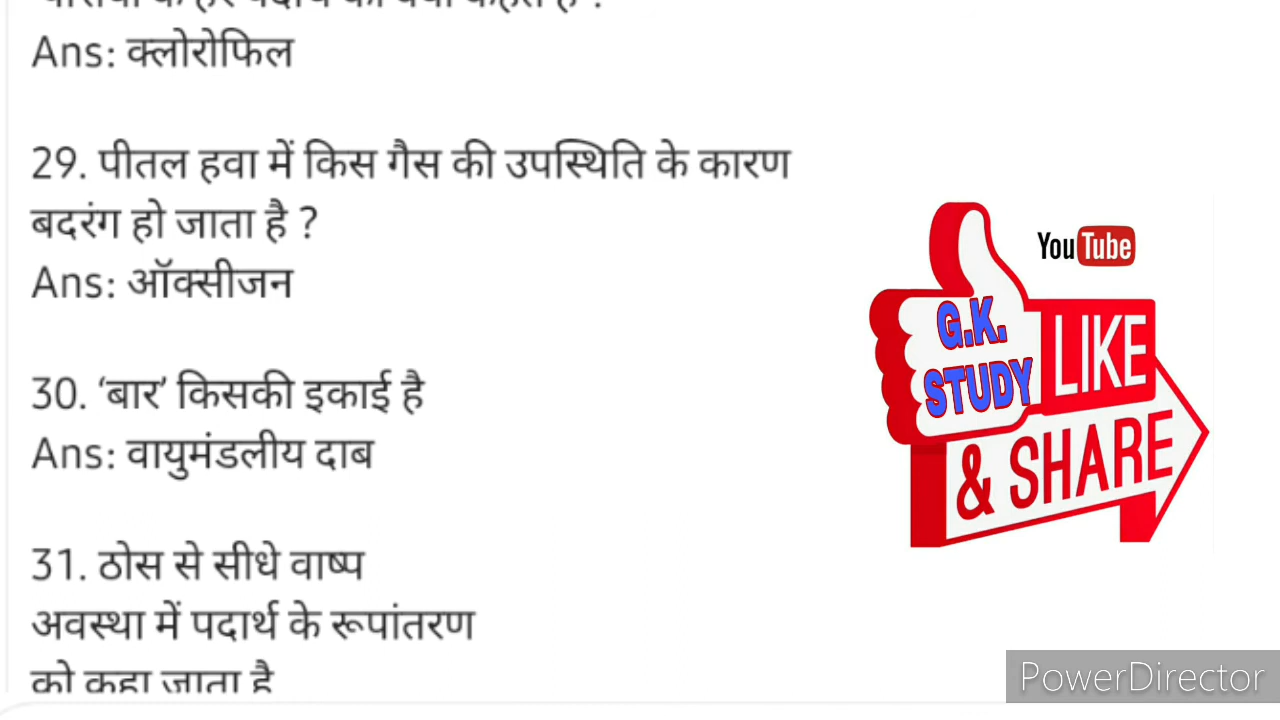 Ans: क्लोरोफिल
29. पीतल हवा में किस गैस की उपस्थिति के कारण
बदरंग हो जाता है ?
Ans: ऑक्सीजन
30. ‘बार’ किसकी इकाई है
Ans: वायुमंडलीय दाब
31. ठोस से सीधे वाष्प
अवस्था में पदार्थ के रूपांतरण
को कहा जाता है
YouTube
G.K.
STUDY
LIKE
& SHARE
PowerDirector